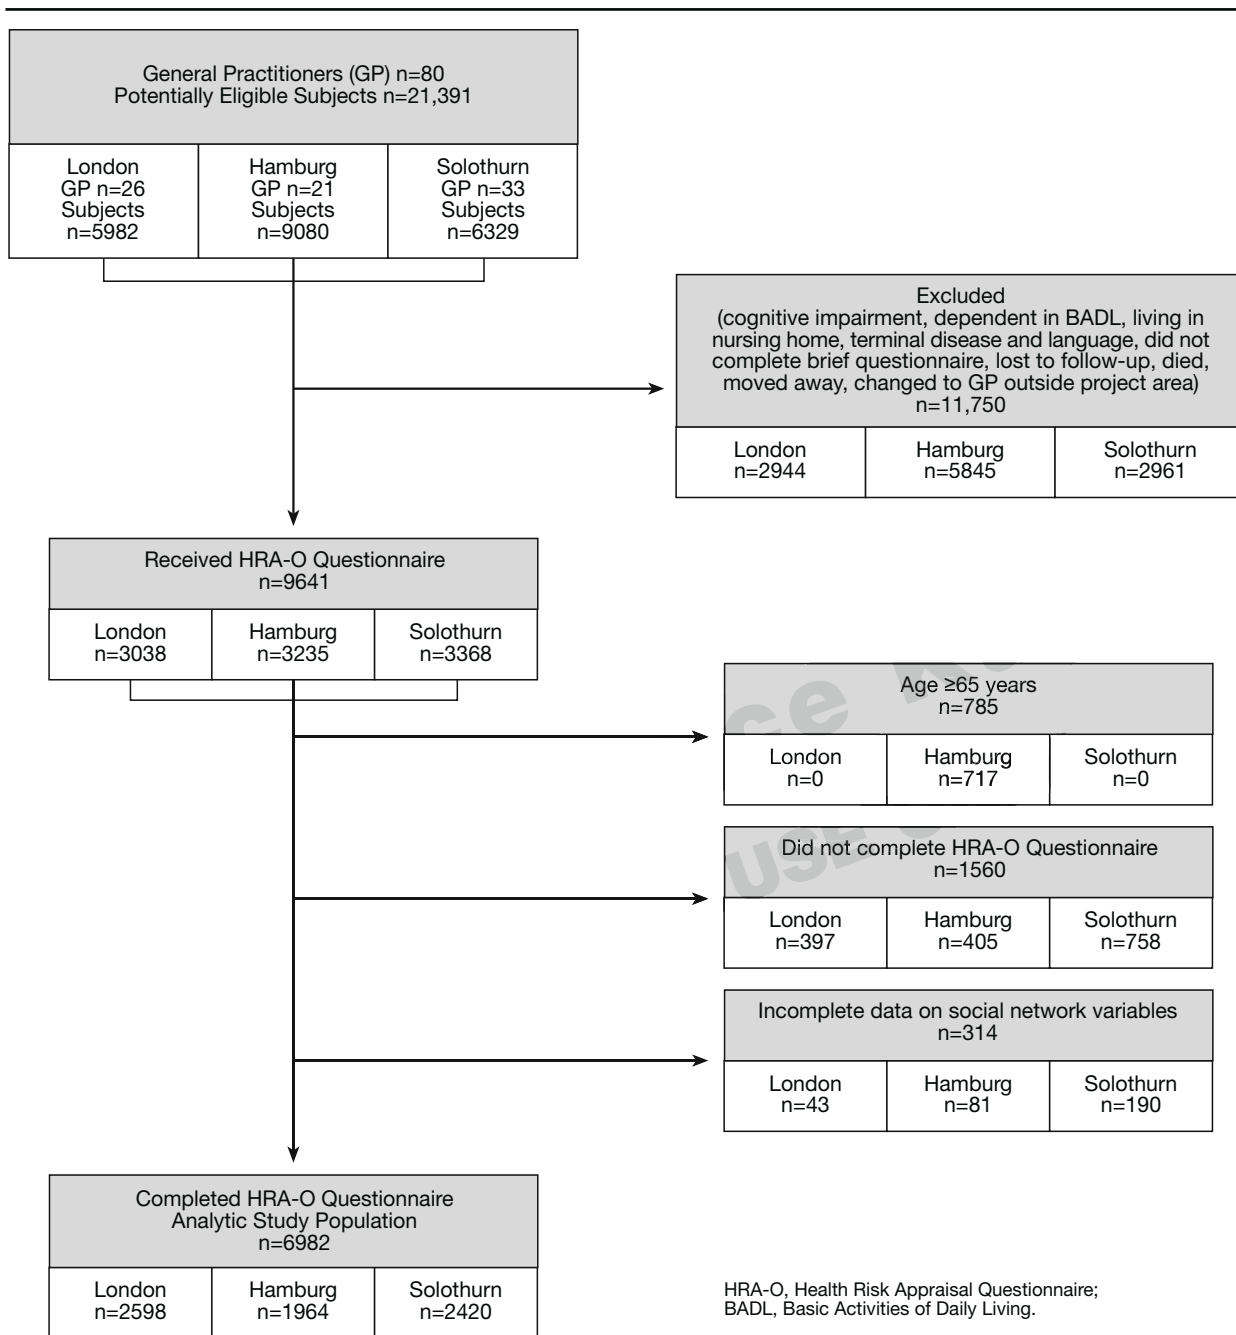 General Practitioners (GP) n=80
Potentially Eligible Subjects n=21,391
London
GP n=26
Subjects
n=5982
Hamburg
GP n=21
Subjects
n=9080
Solothurn
GP n=33
Subjects
n=6329
Excluded
(cognitive impairment, dependent in BADL, living in
nursing home, terminal disease and language, did not
complete brief questionnaire, lost to follow-up, died,
moved away, changed to GP outside project area)
n=11,750
London
n=2944
Hamburg
n=5845
Solothurn
n=2961
Received HRA-O Questionnaire
n=9641
London
n=3038
Hamburg
n=3235
Solothurn
n=3368
Age ≥65 years
n=785
London
n=0
Hamburg
n=717
Solothurn
n=0
Did not complete HRA-O Questionnaire
n=1560
London
n=397
Hamburg
n=405
Solothurn
n=758
Incomplete data on social network variables
n=314
London
n=43
Hamburg
n=81
Solothurn
n=190
Completed HRA-O Questionnaire
Analytic Study Population
n=6982
London
n=2598
Hamburg
n=1964
Solothurn
n=2420
HRA-O, Health Risk Appraisal Questionnaire;
BADL, Basic Activities of Daily Living.